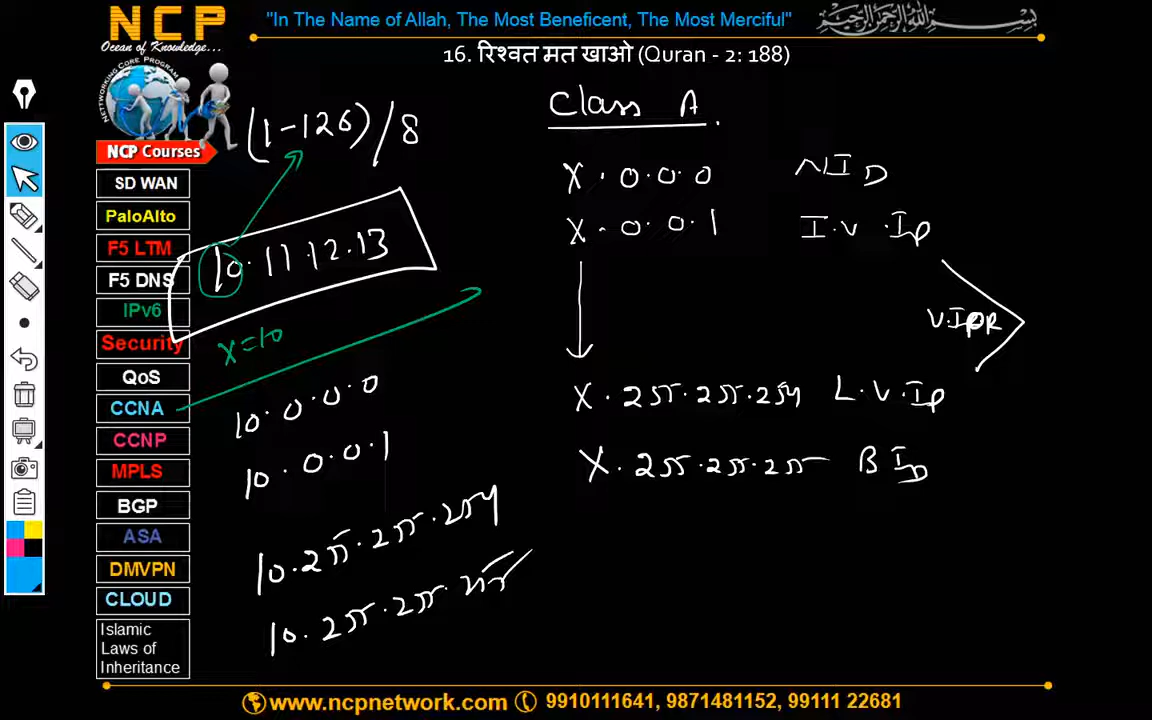 NCP
Ocean of Knowledge...
"In The Name of Allah, The Most Beneficent, The Most Merciful"
16. रिश्वत मत खाओ (Quran - 2: 188)
NETWORKING CORE PROGRAM
NCP Courses
SD WAN
PaloAlto
F5 LTM
F5 DNS
IPv6
Security
QoS
CCNA
CCNP
MPLS
BGP
ASA
DMVPN
CLOUD
Islamic
Laws of
Inheritance
(1-126)/8
10.11.12.13
X=10
10.0.0.0
10.0.0.1
10.255.255.254
10.255.255.255
Class A.
X.0.0.0 NID
X.0.0.1 I.V.Ip
V.IPR
X.255.255.254 L.V.Ip
X.255.255.255 BID
www.ncpnetwork.com 9910111641, 9871481152, 99111 22681